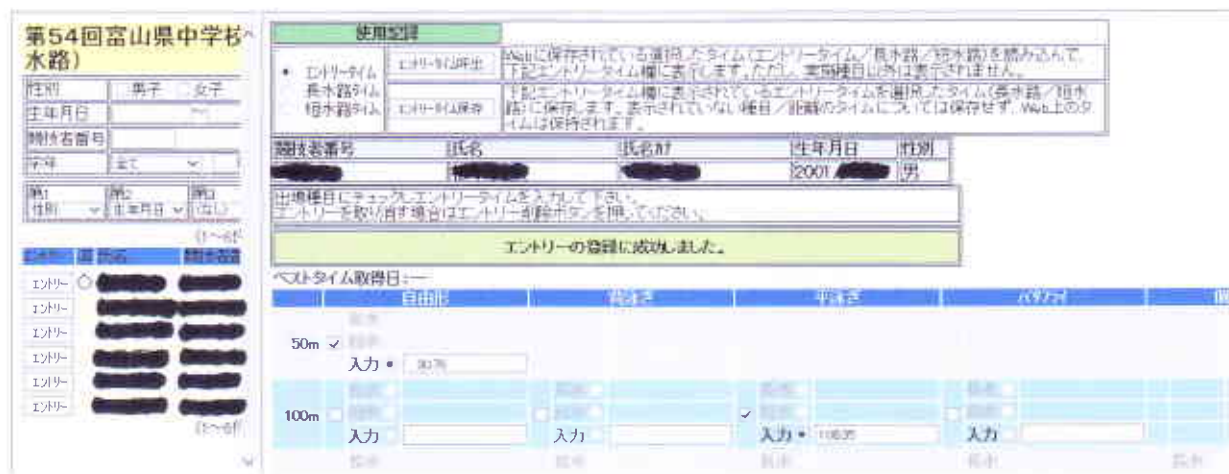 第54回富山県中学校
水路)
性別 男子 女子
生年月日 ～
競技者番号
学年 全て
第1 第2 第3
性別 生年月日 (なし)
エントリー 氏名
エントリー
エントリー
エントリー
エントリー
エントリー
エントリー
使用記録
エントリータイム
長水路タイム
短水路タイム
エントリータイム呼出
Webに保存されている選択したタイム(エントリータイム/長水路/短水路)を読み込んで、
下記エントリータイム欄に表示します。ただし、実施種目以外は表示されません。
エントリータイム保存
下記エントリータイム欄に表示されているエントリータイムを選択したタイム(長水路/短水
路)に保存します。表示されていない種目/距離のタイムについては保存せず、Web上のタ
イムは保持されます。
競技者番号 氏名 氏名カナ 生年月日 性別
2001 男
出場種目にチェックしエントリータイムを入力して下さい。
エントリーを取り消す場合はエントリー削除ボタンを押してください。
エントリーの登録に成功しました。
ベストタイム取得日:―
自由形 背泳ぎ 平泳ぎ バタフライ
50m
入力
100m
入力 入力 入力 入力